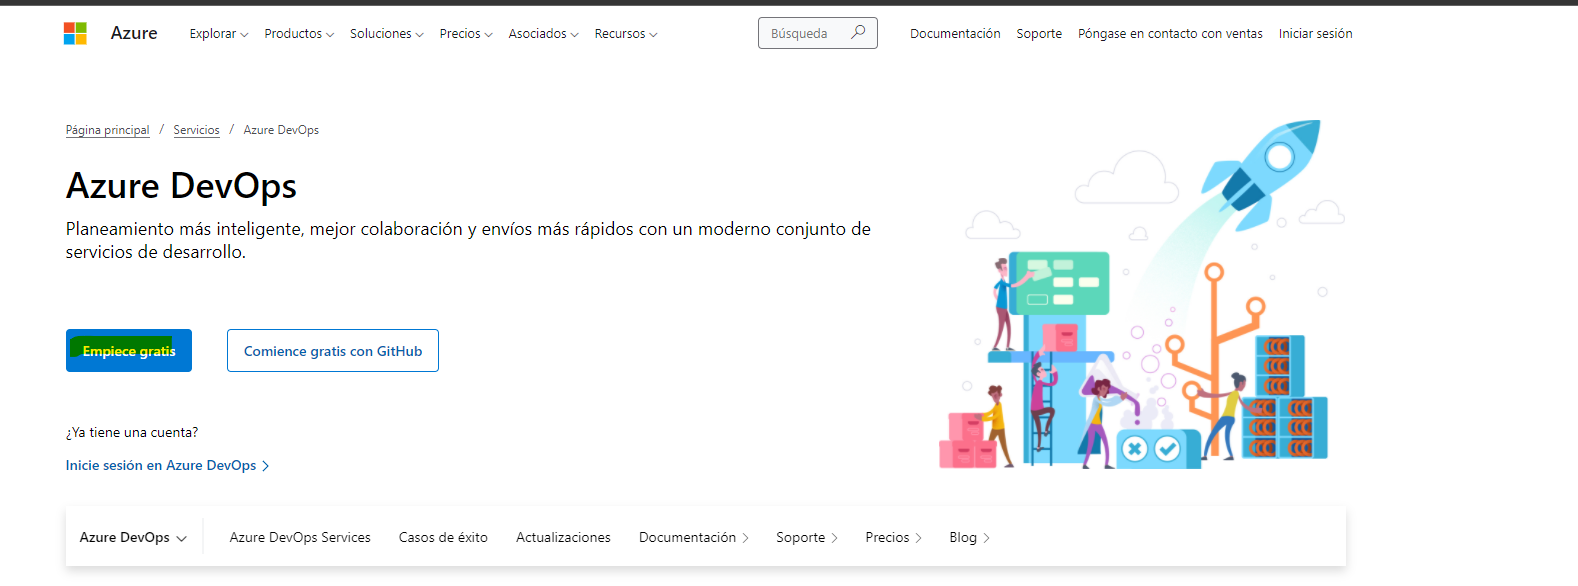 Azure Explorar Productos Soluciones Precios Asociados Recursos Búsqueda Documentación Soporte Póngase en contacto con ventas Iniciar sesión
Página principal / Servicios / Azure DevOps
Azure DevOps
Planeamiento más inteligente, mejor colaboración y envíos más rápidos con un moderno conjunto de
servicios de desarrollo.
Empiece gratis Comience gratis con GitHub
¿Ya tiene una cuenta?
Inicie sesión en Azure DevOps
Azure DevOps Azure DevOps Services Casos de éxito Actualizaciones Documentación Soporte Precios Blog